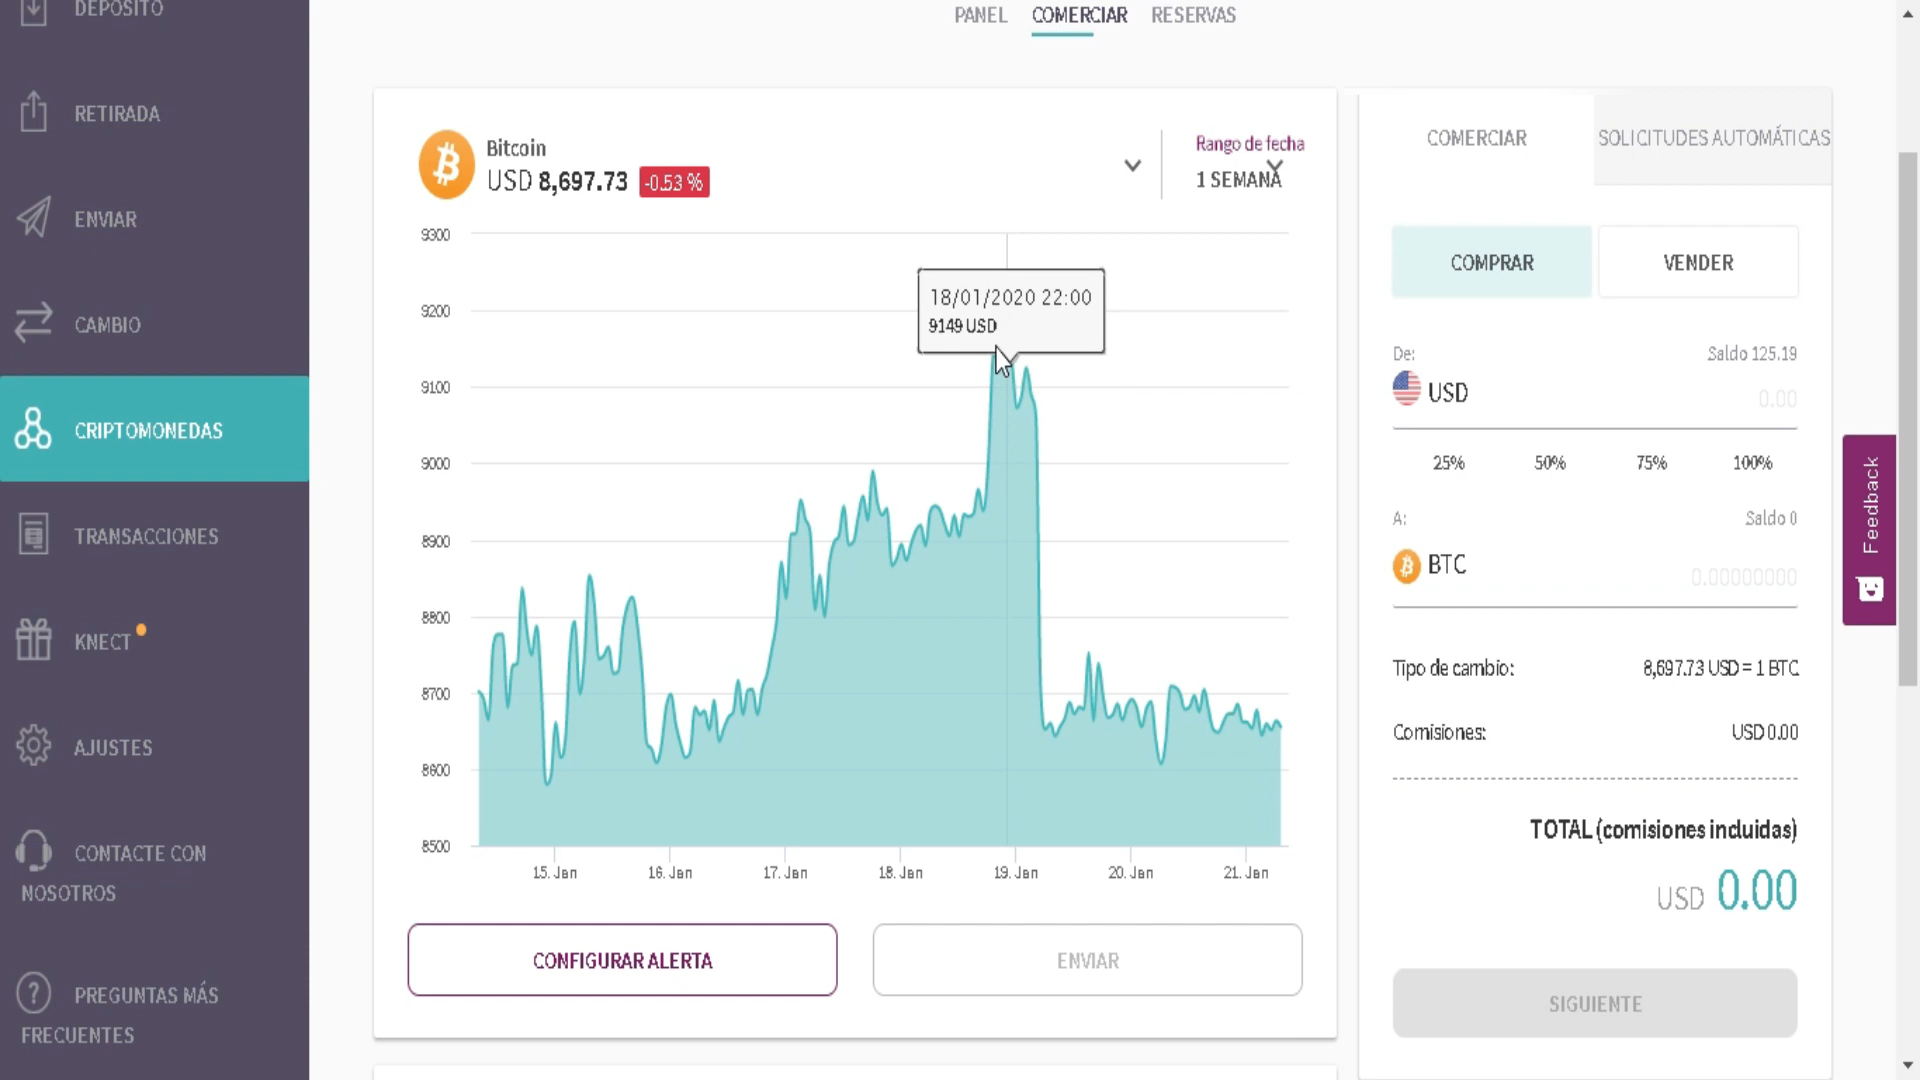 DEPÓSITO
RETIRADA
ENVIAR
CAMBIO
CRIPTOMONEDAS
TRANSACCIONES
KNECT
AJUSTES
CONTACTE CON
NOSOTROS
PREGUNTAS MÁS
FRECUENTES
PANEL COMERCIAR RESERVAS
Bitcoin
USD 8,697.73 -0.53 %
Rango de fecha
1 SEMANA
9300
9200
9100
9000
8900
8800
8700
8600
8500
18/01/2020 22:00
9149 USD
15. Jan 16. Jan 17. Jan 18. Jan 19. Jan 20. Jan 21. Jan
CONFIGURAR ALERTA
ENVIAR
COMERCIAR
SOLICITUDES AUTOMÁTICAS
COMPRAR
VENDER
De: Saldo 125.19
USD 0.00
25% 50% 75% 100%
A: Saldo 0
BTC 0.00000000
Tipo de cambio: 8,697.73 USD = 1 BTC
Comisiones: USD 0.00
TOTAL (comisiones incluidas)
USD 0.00
SIGUIENTE
Feedback